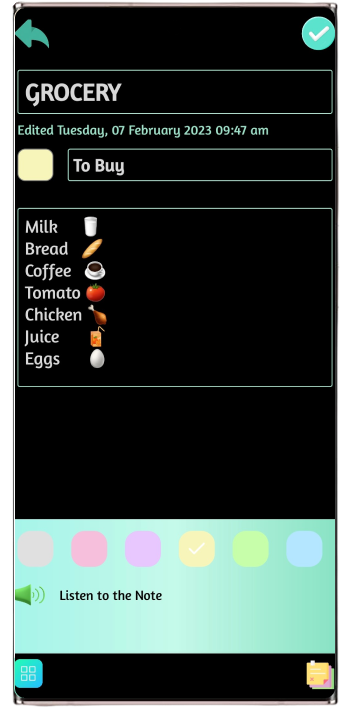 GROCERY
Edited Tuesday, 07 February 2023 09:47 am
To Buy
Milk 🥛
Bread 🥖
Coffee ☕
Tomato 🍅
Chicken 🍗
Juice 🧃
Eggs 🥚
Listen to the Note